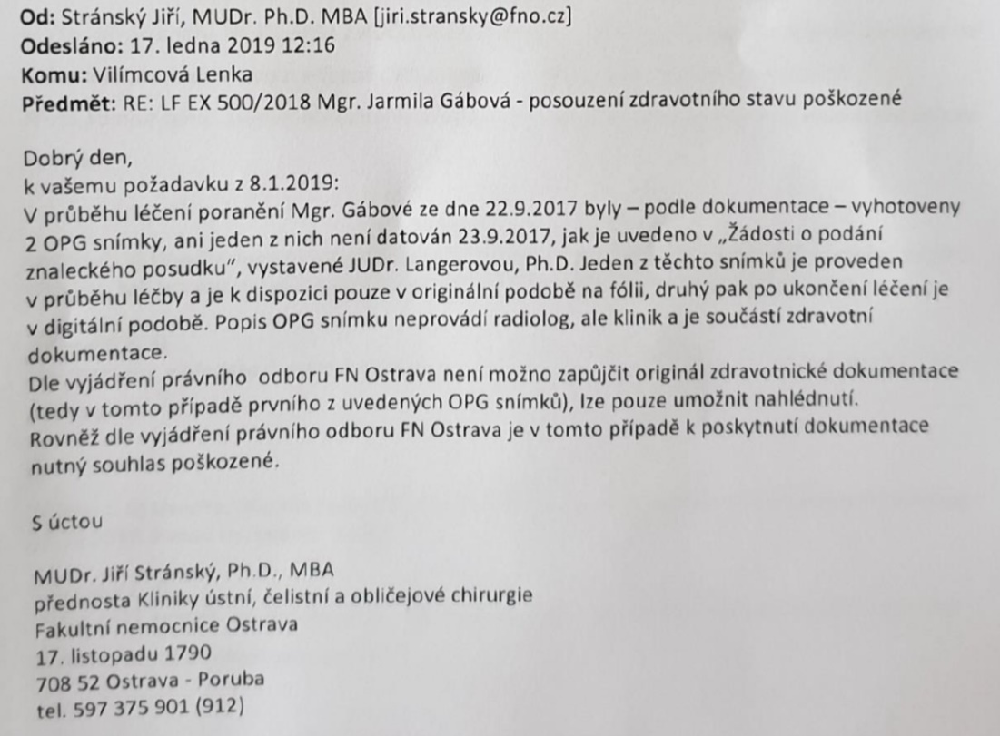 Od: Stránský Jiří, MUDr. Ph.D. MBA [jiri.stransky@fno.cz]
Odesláno: 17. ledna 2019 12:16
Komu: Vilímcová Lenka
Předmět: RE: LF EX 500/2018 Mgr. Jarmila Gábová - posouzení zdravotního stavu poškozené
Dobrý den,
k vašemu požadavku z 8.1.2019:
V průběhu léčení poranění Mgr. Gábové ze dne 22.9.2017 byly – podle dokumentace – vyhotoveny
2 OPG snímky, ani jeden z nich není datován 23.9.2017, jak je uvedeno v „Žádosti o podání
znaleckého posudku“, vystavené JUDr. Langerovou, Ph.D. Jeden z těchto snímků je proveden
v průběhu léčby a je k dispozici pouze v originální podobě na fólii, druhý pak po ukončení léčení je
v digitální podobě. Popis OPG snímku neprovádí radiolog, ale klinik a je součástí zdravotní
dokumentace.
Dle vyjádření právního odboru FN Ostrava není možno zapůjčit originál zdravotnické dokumentace
(tedy v tomto případě prvního z uvedených OPG snímků), lze pouze umožnit nahlédnutí.
Rovněž dle vyjádření právního odboru FN Ostrava je v tomto případě k poskytnutí dokumentace
nutný souhlas poškozené.
S úctou
MUDr. Jiří Stránský, Ph.D., MBA
přednosta Kliniky ústní, čelistní a obličejové chirurgie
Fakultní nemocnice Ostrava
17. listopadu 1790
708 52 Ostrava - Poruba
tel. 597 375 901 (912)